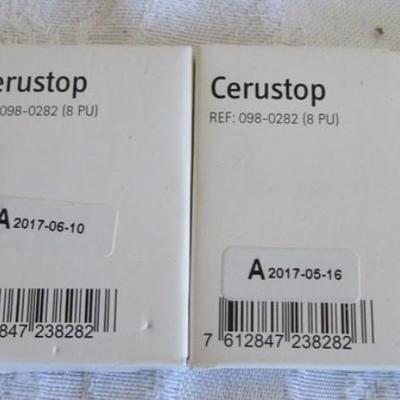 erustop
098-0282 (8 PU)
A 2017-06-10
847 238282
Cerustop
REF: 098-0282 (8 PU)
A 2017-05-16
7 612847 238282